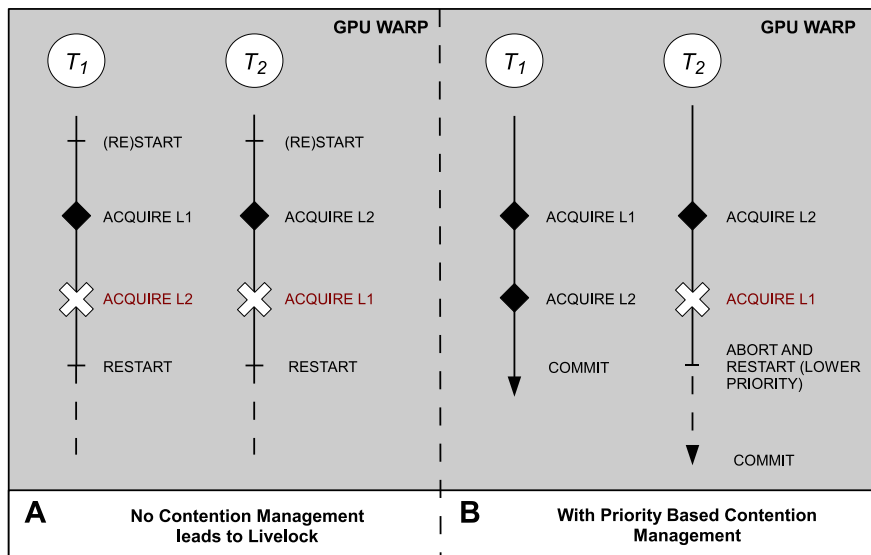 GPU WARP
T1
T2
(RE)START
(RE)START
ACQUIRE L1
ACQUIRE L2
ACQUIRE L2
ACQUIRE L1
RESTART
RESTART
A
No Contention Management
leads to Livelock
GPU WARP
T1
T2
ACQUIRE L1
ACQUIRE L2
ACQUIRE L2
ACQUIRE L1
COMMIT
ABORT AND
RESTART (LOWER
PRIORITY)
COMMIT
B
With Priority Based Contention
Management